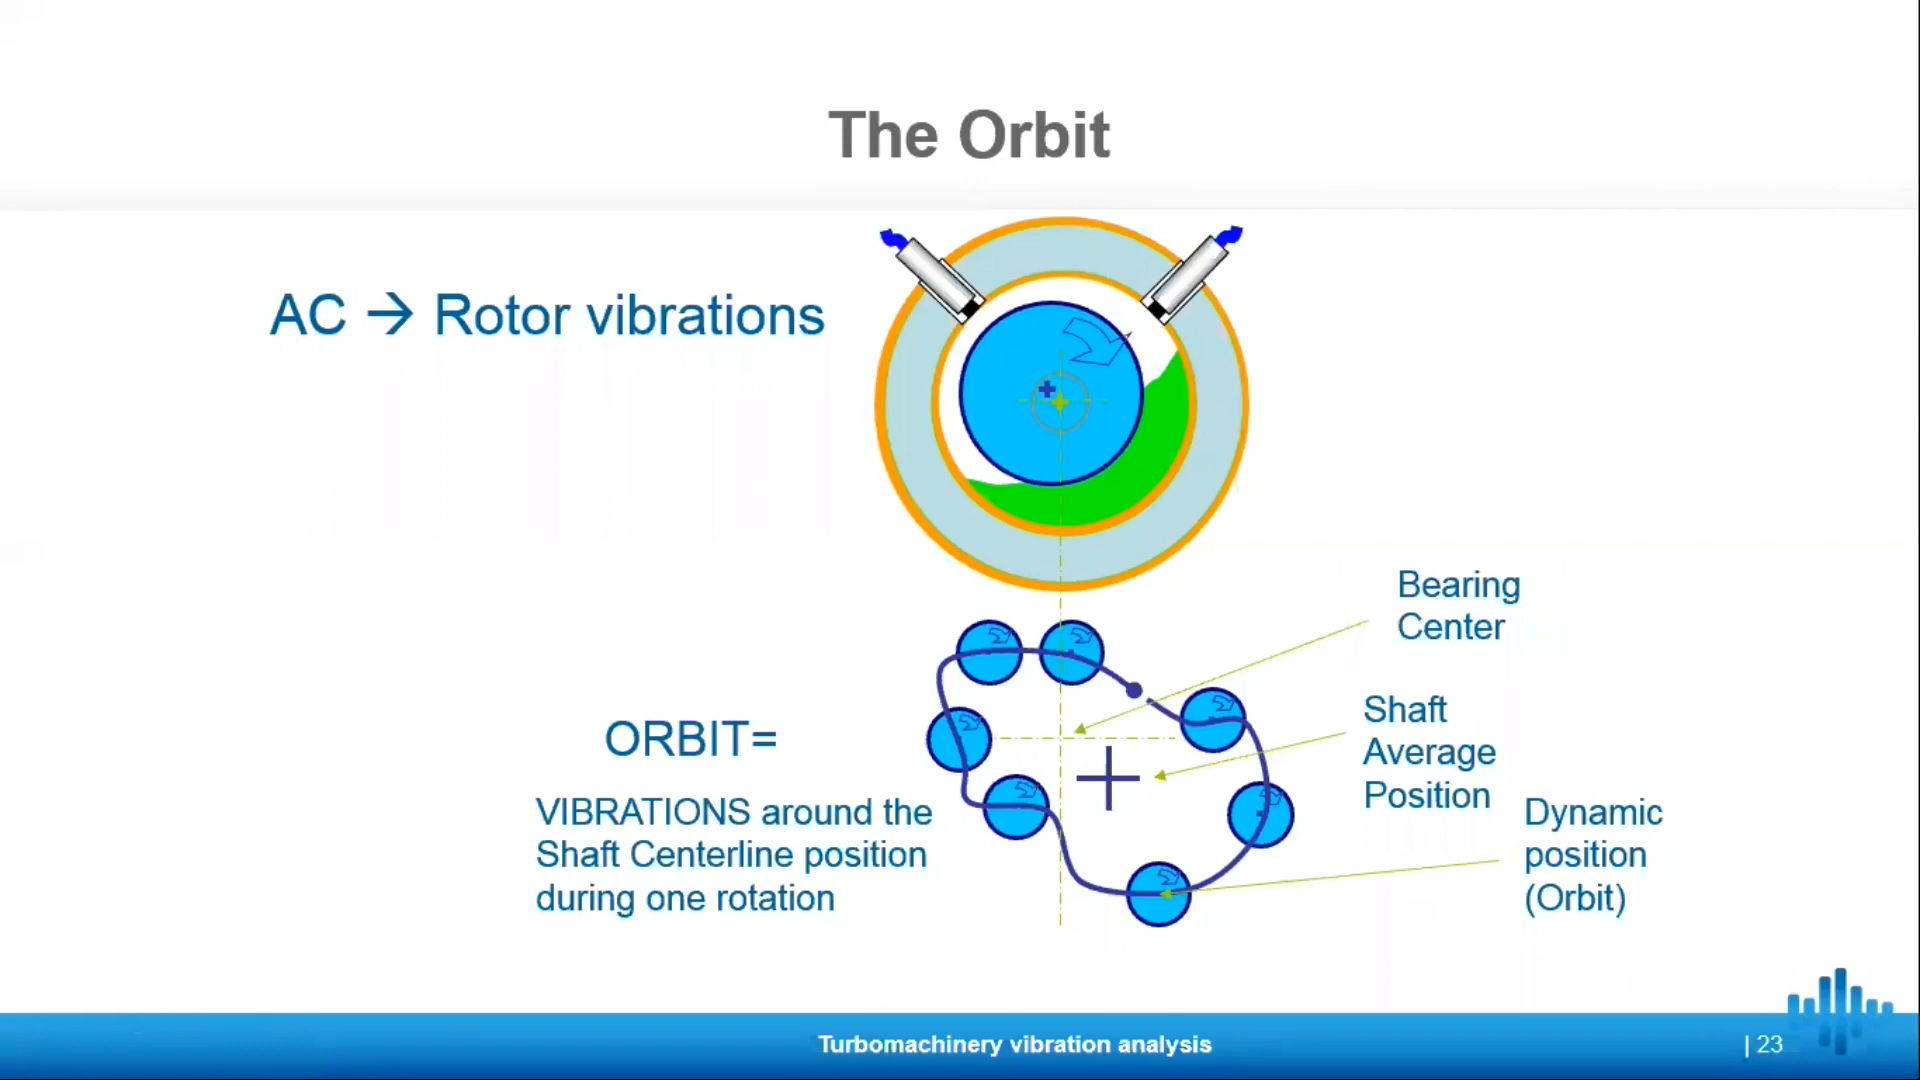 The Orbit
AC → Rotor vibrations
Bearing
Center
Shaft
Average
Position
ORBIT=
VIBRATIONS around the
Shaft Centerline position
during one rotation
Dynamic
position
(Orbit)
Turbomachinery vibration analysis
| 23